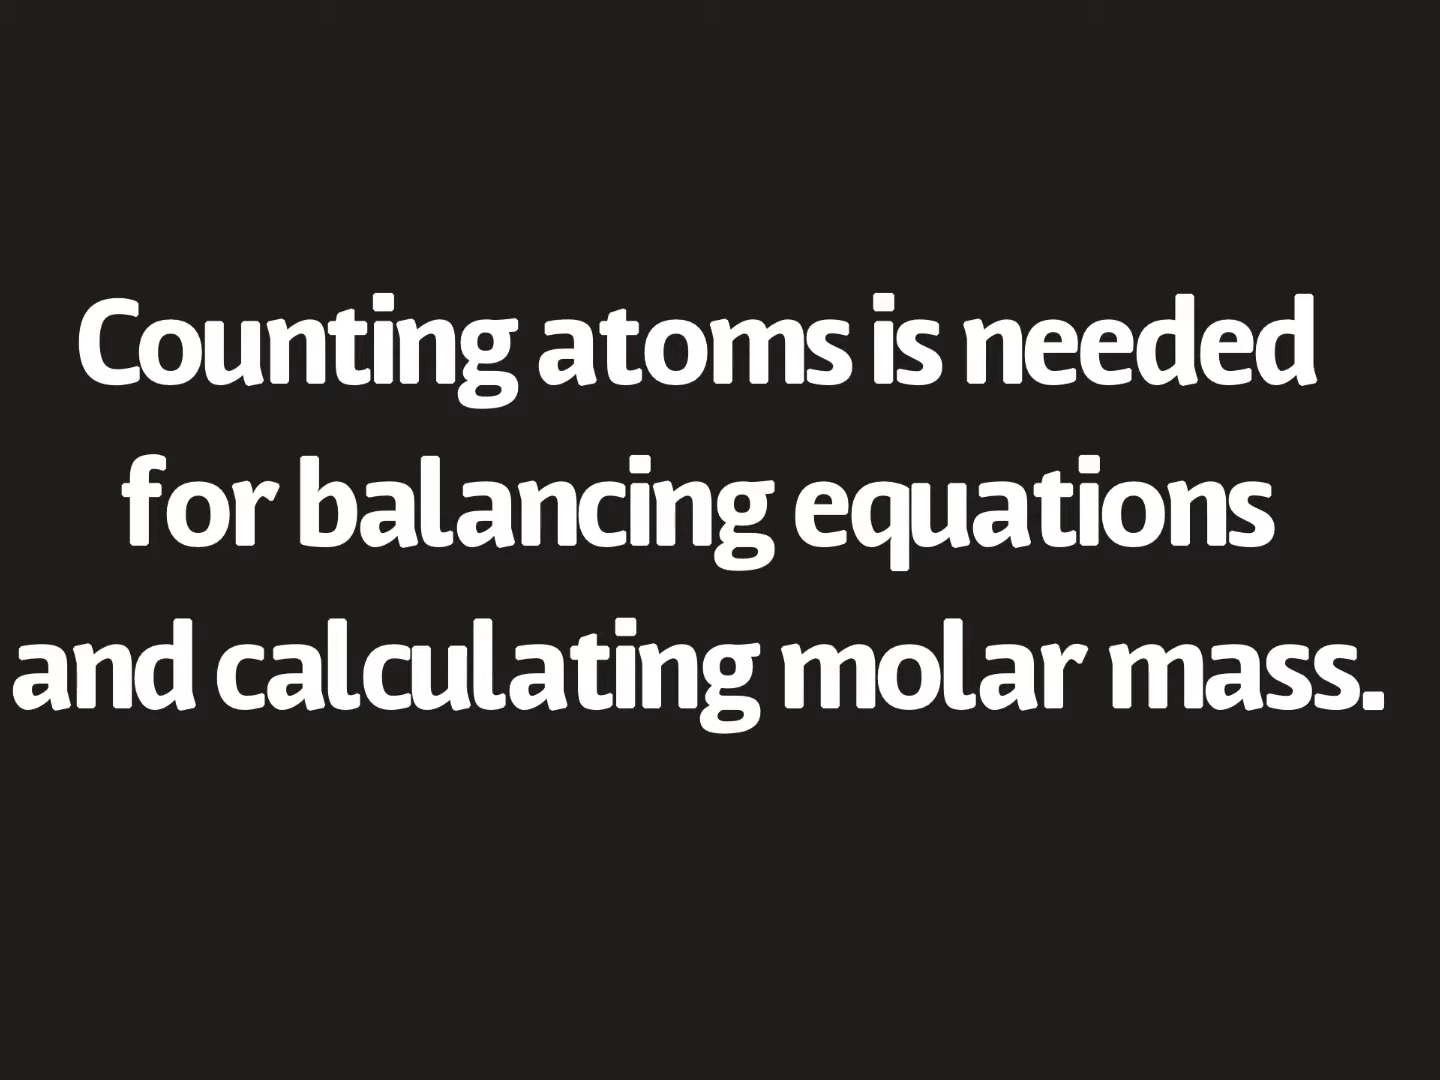 Counting atoms is needed
for balancing equations
and calculating molar mass.